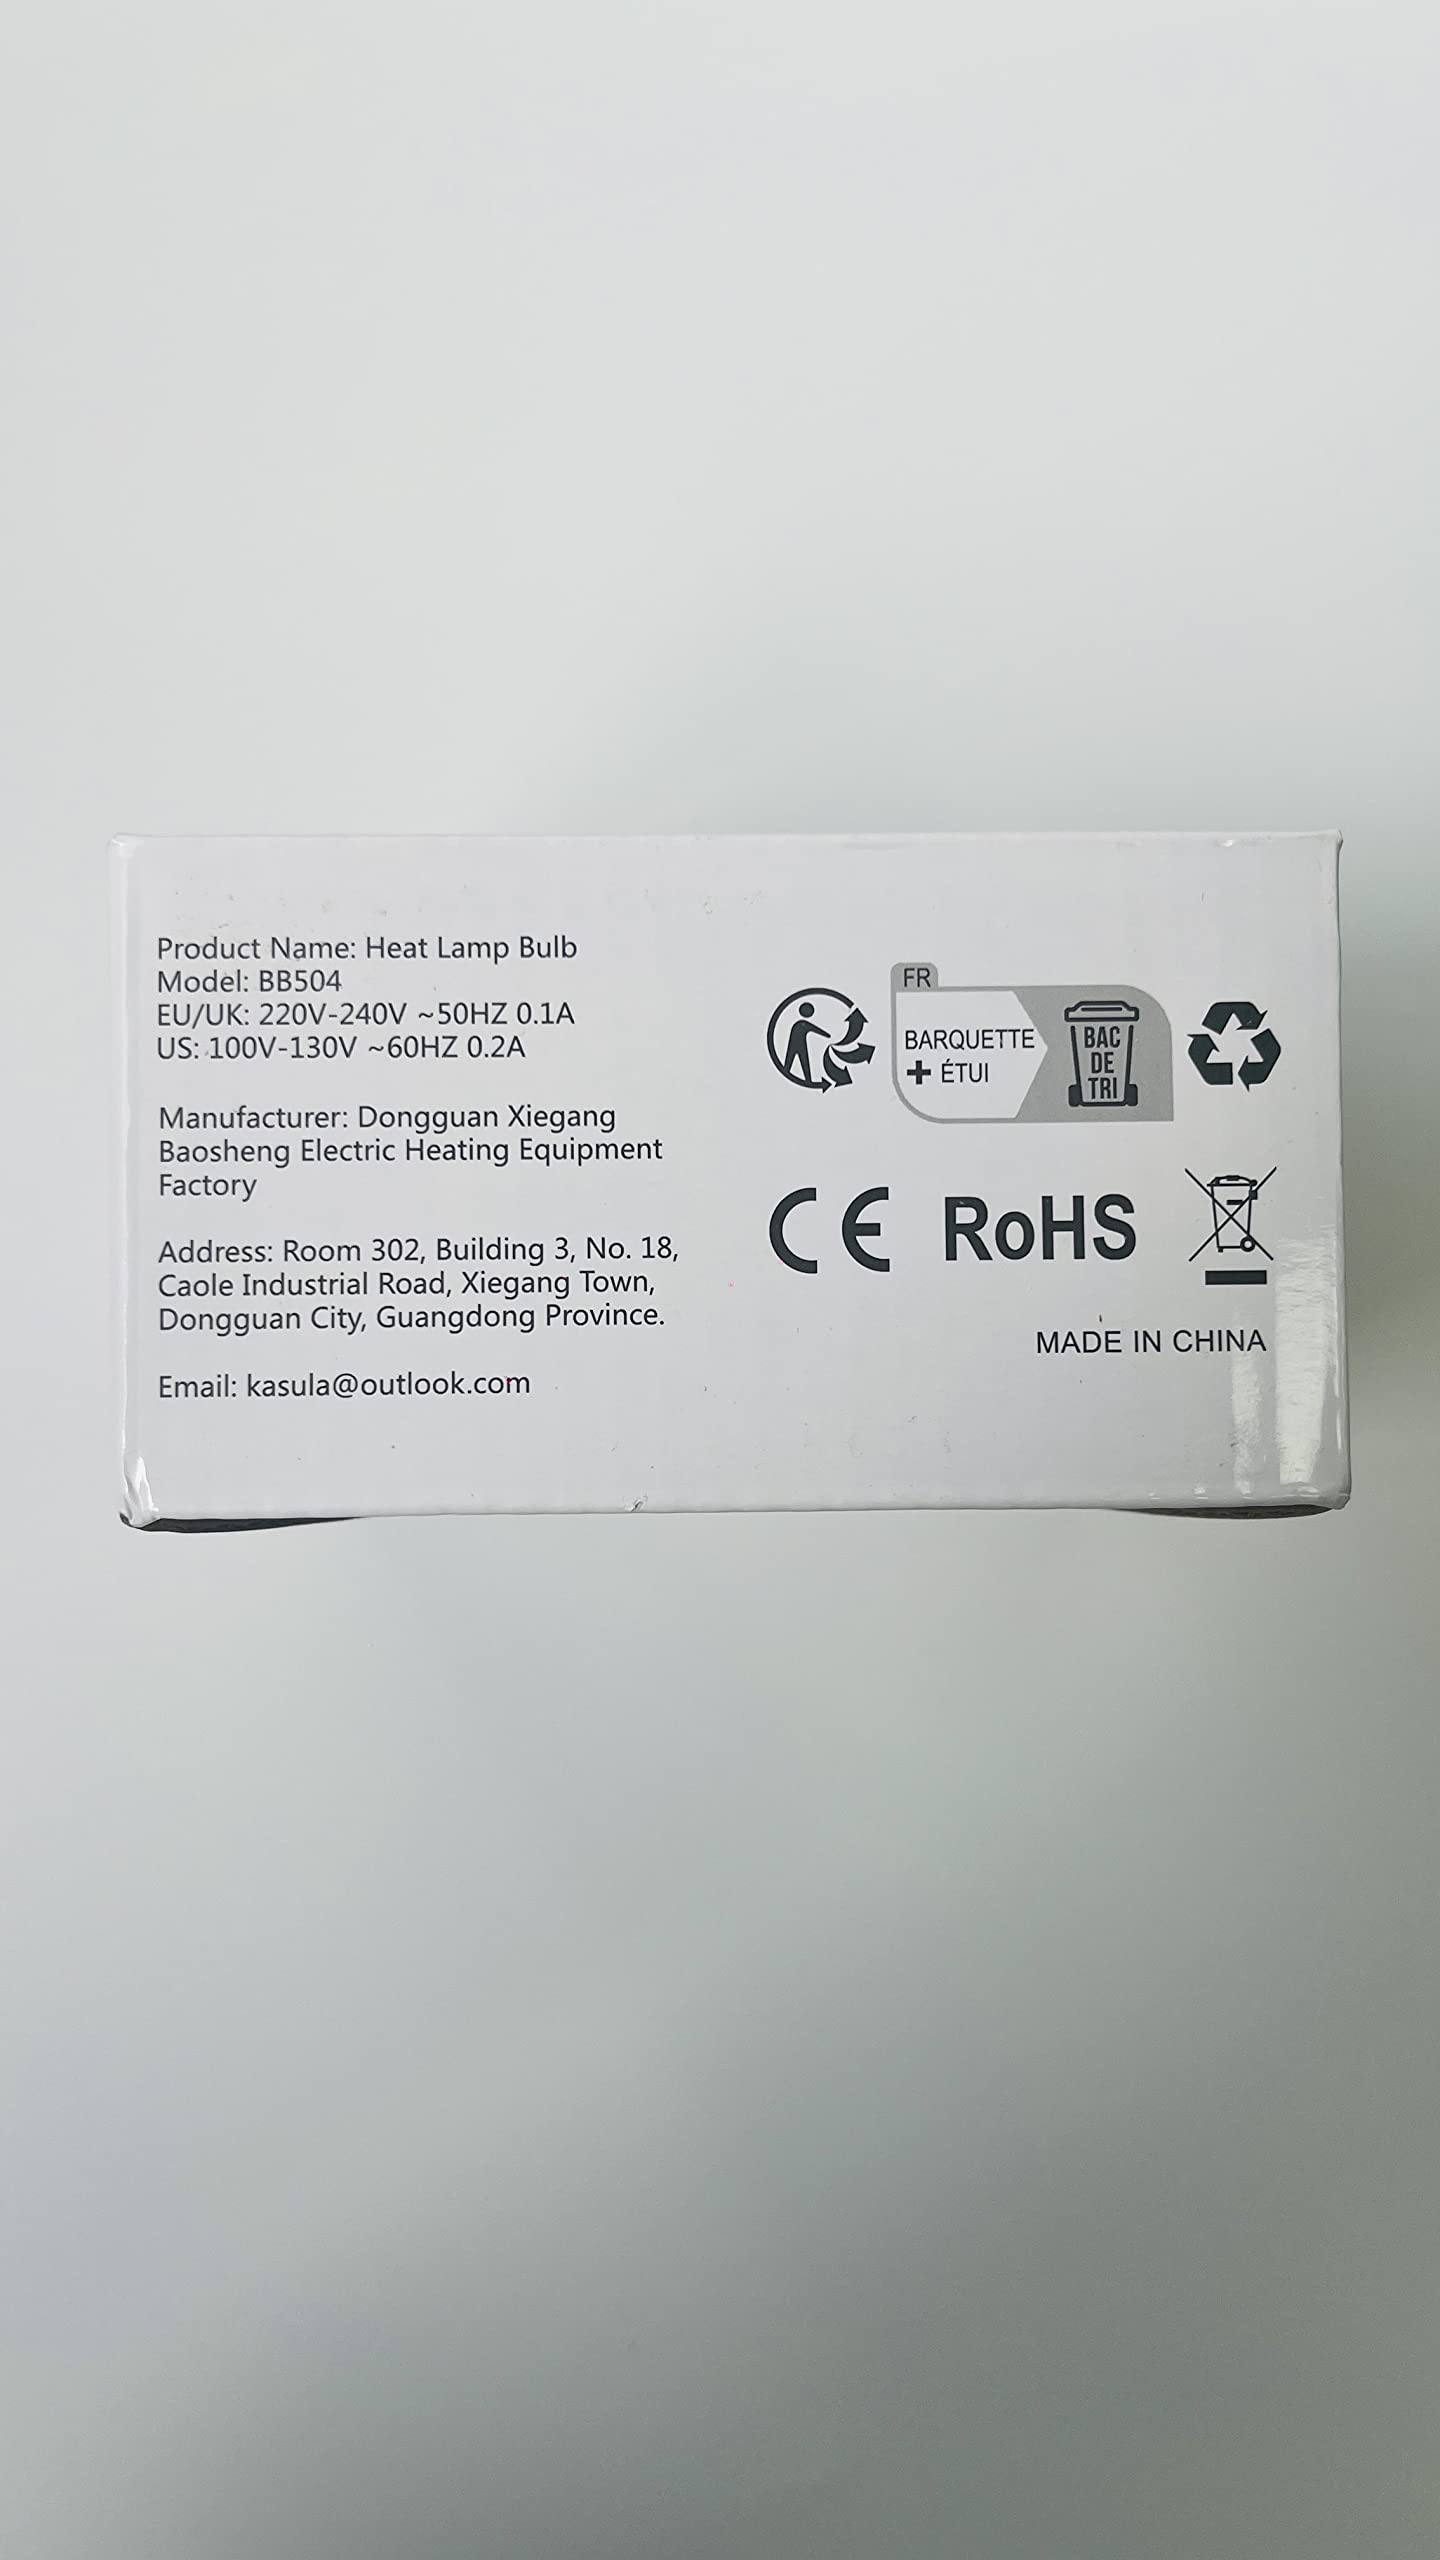 Product Name: Heat Lamp Bulb
Model: BB504
EU/UK: 220V-240V ~50HZ 0.1A
US: 100V-130V ~60HZ 0.2A
Manufacturer: Dongguan Xiegang
Baosheng Electric Heating Equipment
Factory
Address: Room 302, Building 3, No. 18,
Caole Industrial Road, Xiegang Town,
Dongguan City, Guangdong Province.
Email: kasula@outlook.com
FR
BARQUETTE
+ ÉTUI
BAC
DE
TRI
CE RoHS
MADE IN CHINA